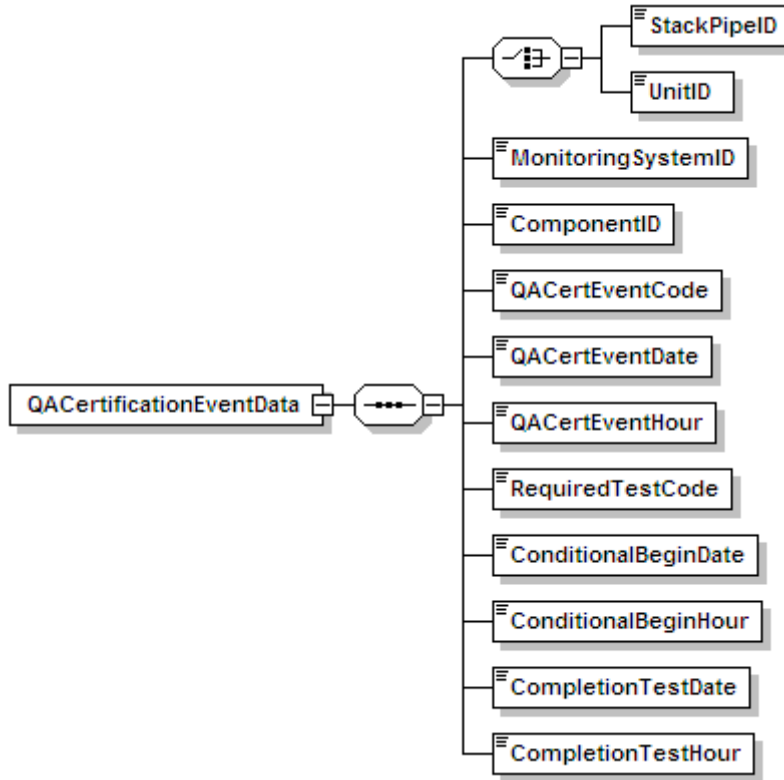 StackPipeID
UnitID
MonitoringSystemID
ComponentID
QACertEventCode
QACertEventDate
QACertificationEventData
QACertEventHour
RequiredTestCode
ConditionalBeginDate
ConditionalBeginHour
CompletionTestDate
CompletionTestHour